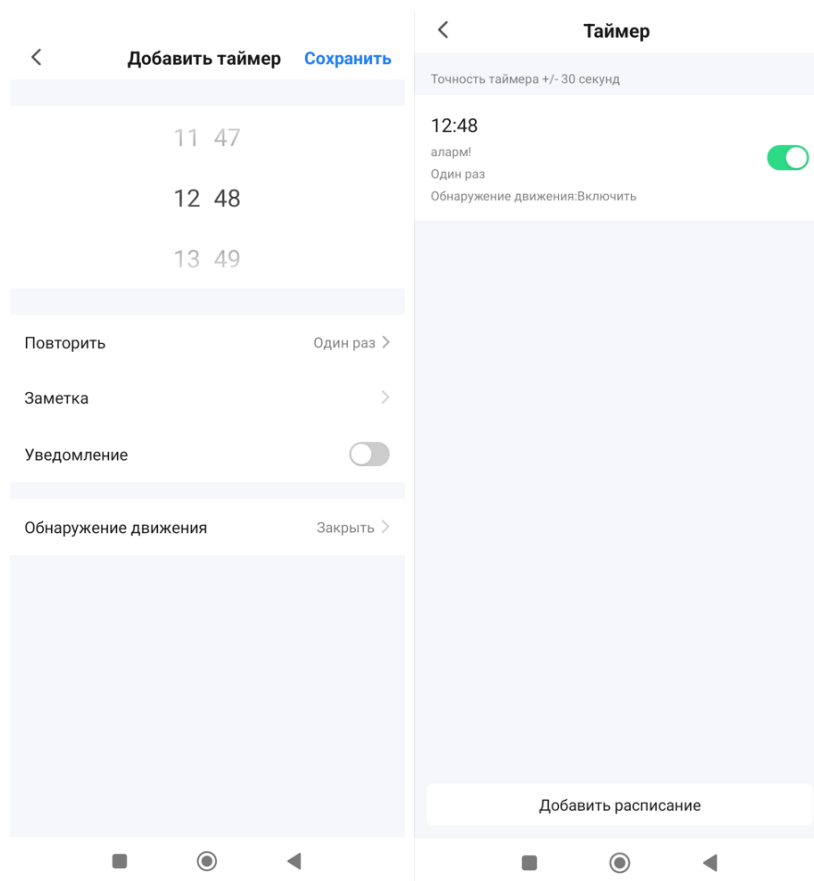 Добавить таймер Сохранить
11 47
12 48
13 49
Повторить Один раз
Заметка
Уведомление
Обнаружение движения Закрыть
Таймер
Точность таймера +/- 30 секунд
12:48
аларм!
Один раз
Обнаружение движения:Включить
Добавить расписание